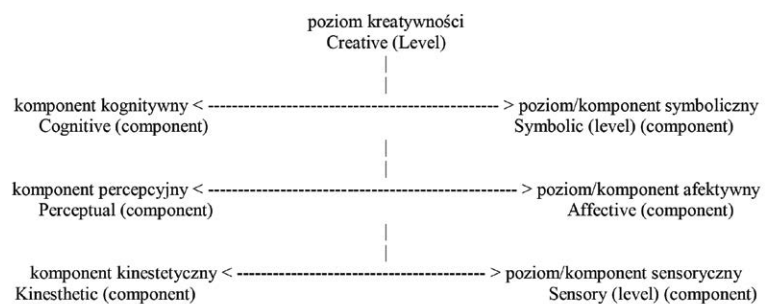 poziom kreatywności
Creative (Level)
|
|
komponent kognitywny < ------------------------------------------------ > poziom/komponent symboliczny
Cognitive (component) Symbolic (level) (component)
|
|
komponent percepcyjny < --------------------------------------------------- > poziom/komponent afektywny
Perceptual (component) Affective (component)
|
|
komponent kinestetyczny < ----------------------------------------- > poziom/komponent sensoryczny
Kinesthetic (component) Sensory (level) (component)